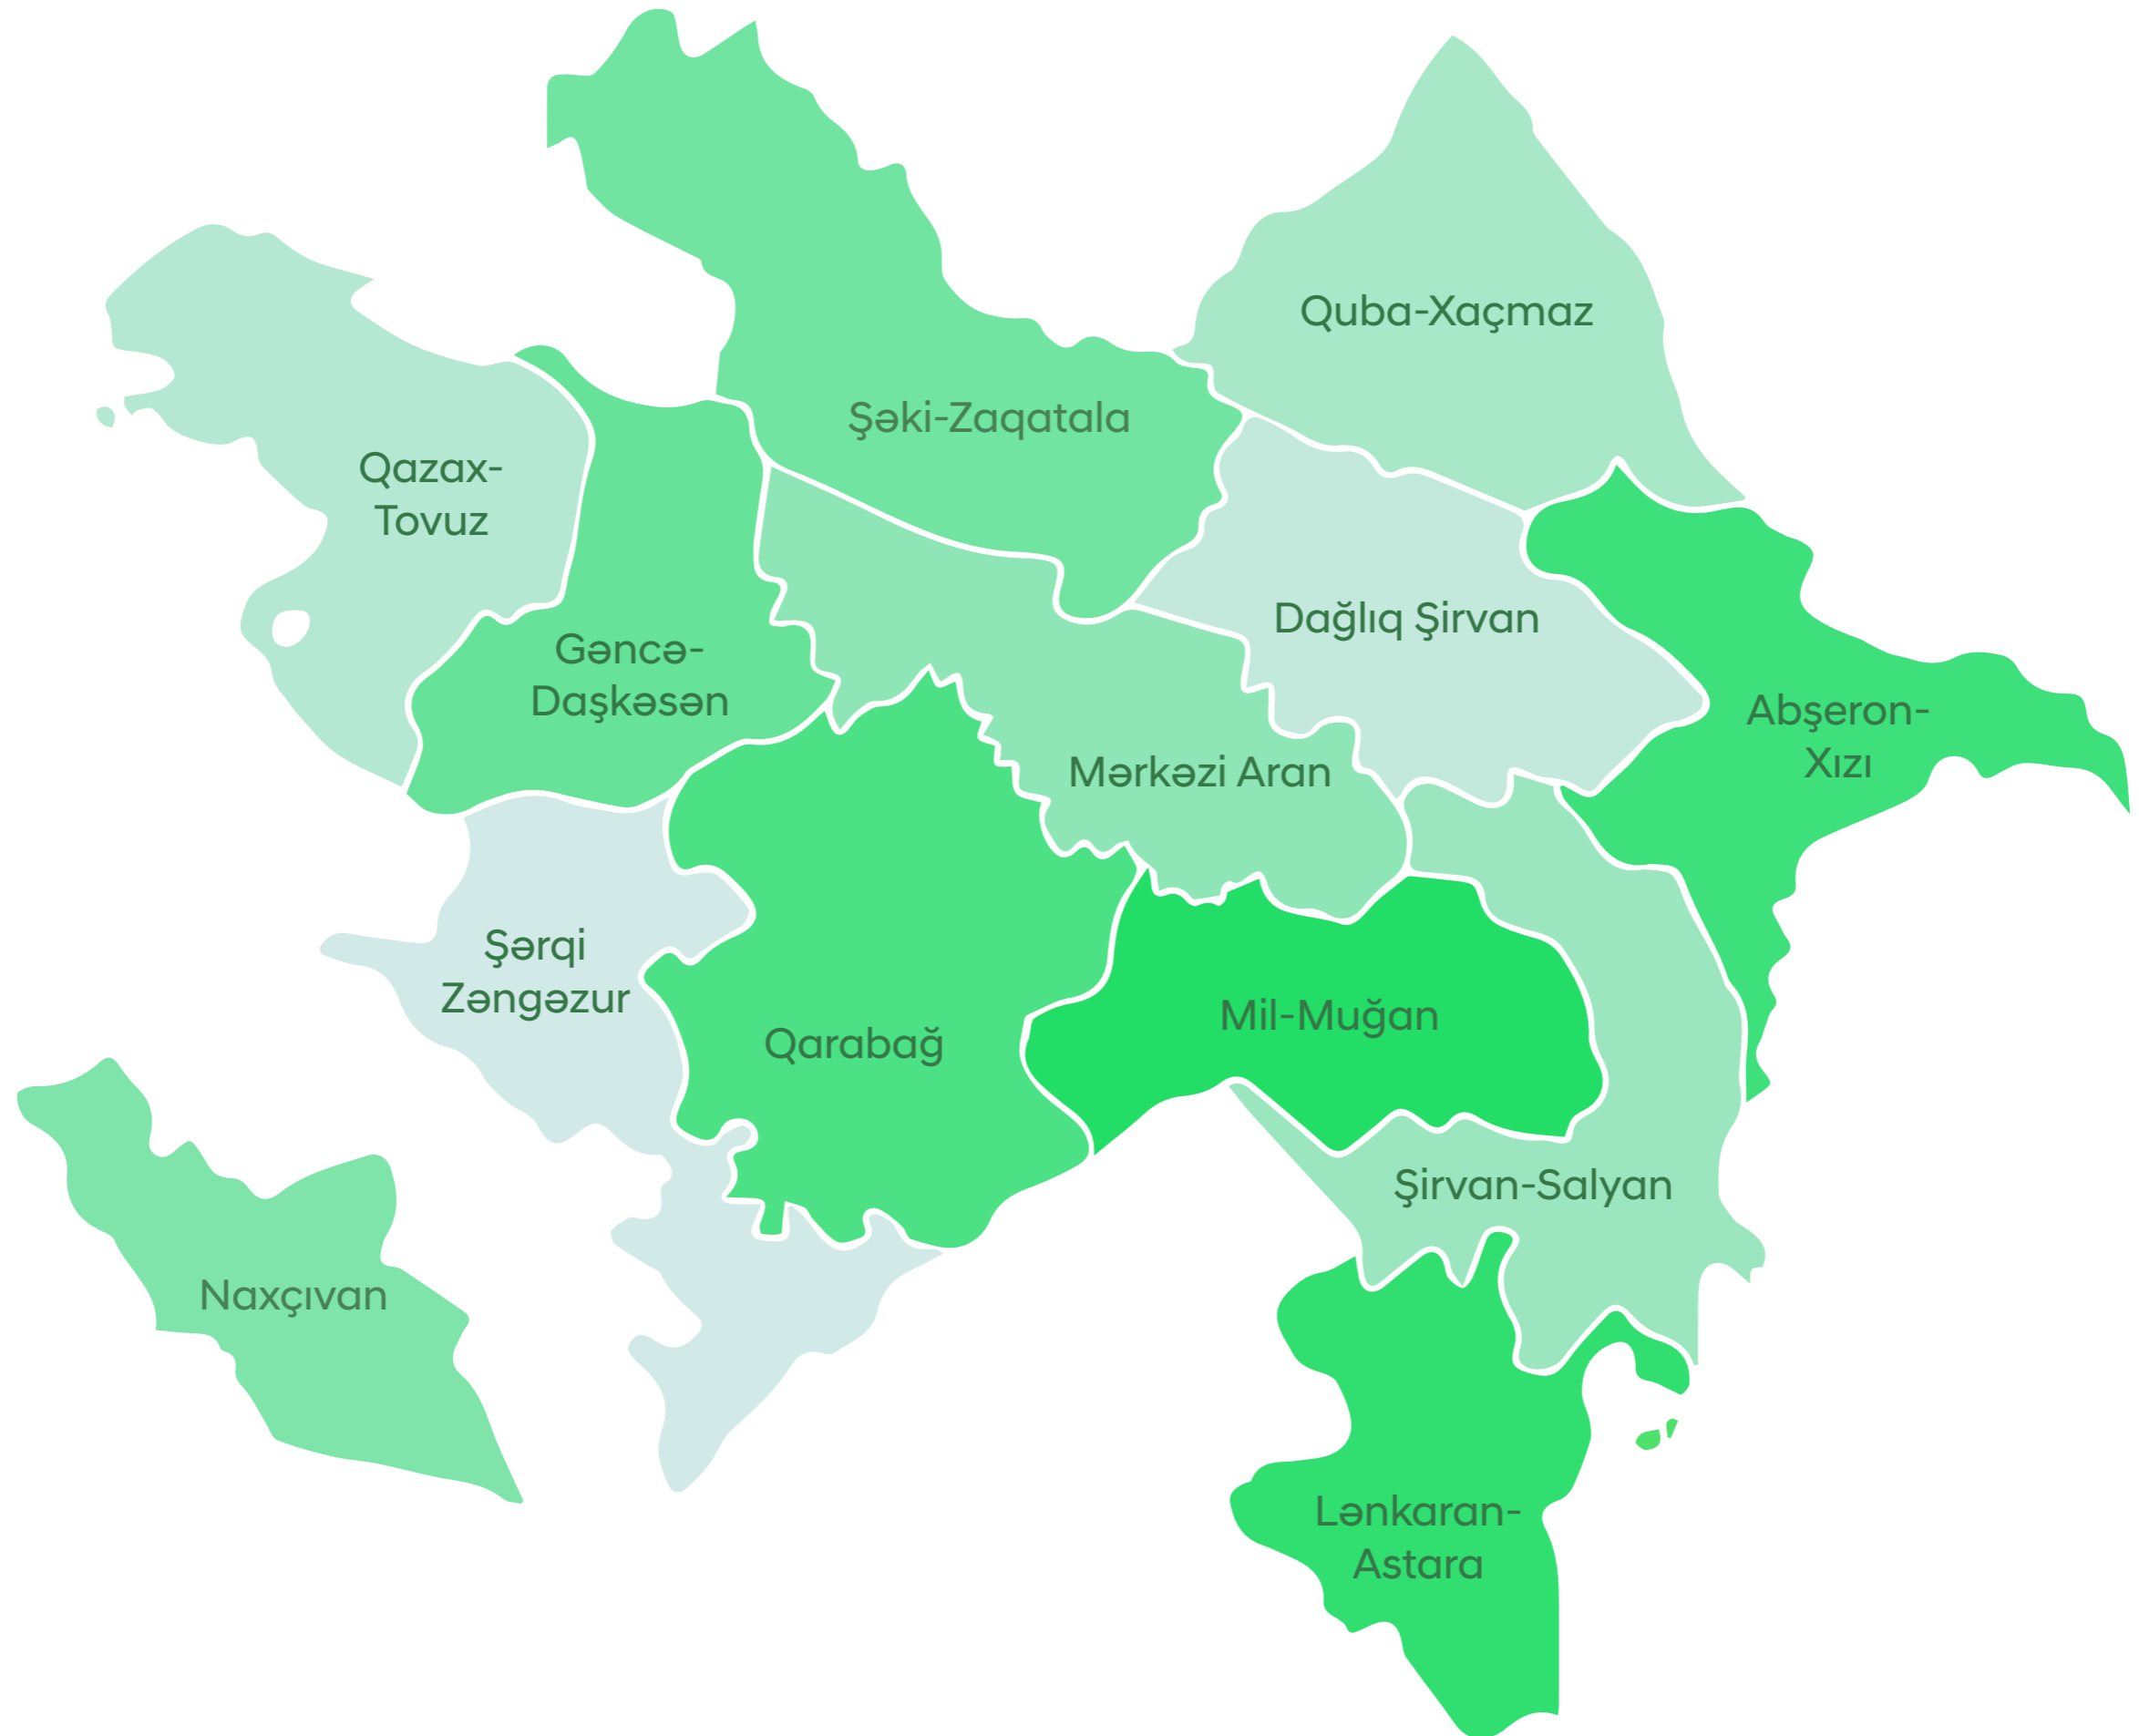 Quba-Xaçmaz
Şəki-Zaqatala
Qazax-
Tovuz
Dağlıq Şirvan
Gəncə-
Daşkəsən
Abşeron-
Xızı
Mərkəzi Aran
Şərqi
Zəngəzur
Mil-Muğan
Qarabağ
Şirvan-Salyan
Naxçıvan
Lənkaran-
Astara